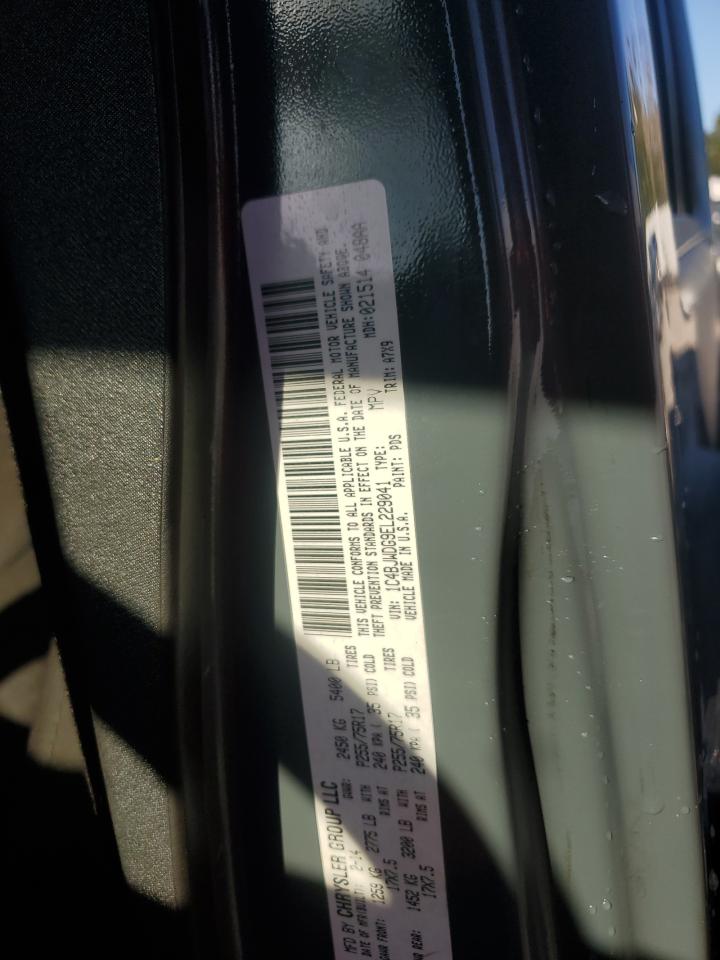 MFD BY CHRYSLER GROUP LLC
DATE OF MFR(BUILT): 2-14 GVWR: 2450 KG 5400 LB
GAWR FRONT: 1259 KG 2775 LB WITH P255/75R17 TIRES
17X7.5 RIMS AT 240 KPA ( 35 PSI) COLD
REAR: 1452 KG 3200 LB WITH P255/75R17 TIRES
17X7.5 RIMS AT 240 KPA ( 35 PSI) COLD
THIS VEHICLE CONFORMS TO ALL APPLICABLE U.S.A. FEDERAL MOTOR VEHICLE SAFETY AND
THEFT PREVENTION STANDARDS IN EFFECT ON THE DATE OF MANUFACTURE SHOWN ABOVE.
VIN: 1C4BJWDG9EL229041 TYPE: MPV MDH:021514 048AA
VEHICLE MADE IN U.S.A. PAINT: PDS TRIM: A7X9